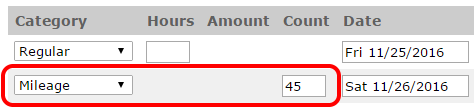 Category Hours Amount Count Date
Regular Fri 11/25/2016
Mileage 45 Sat 11/26/2016